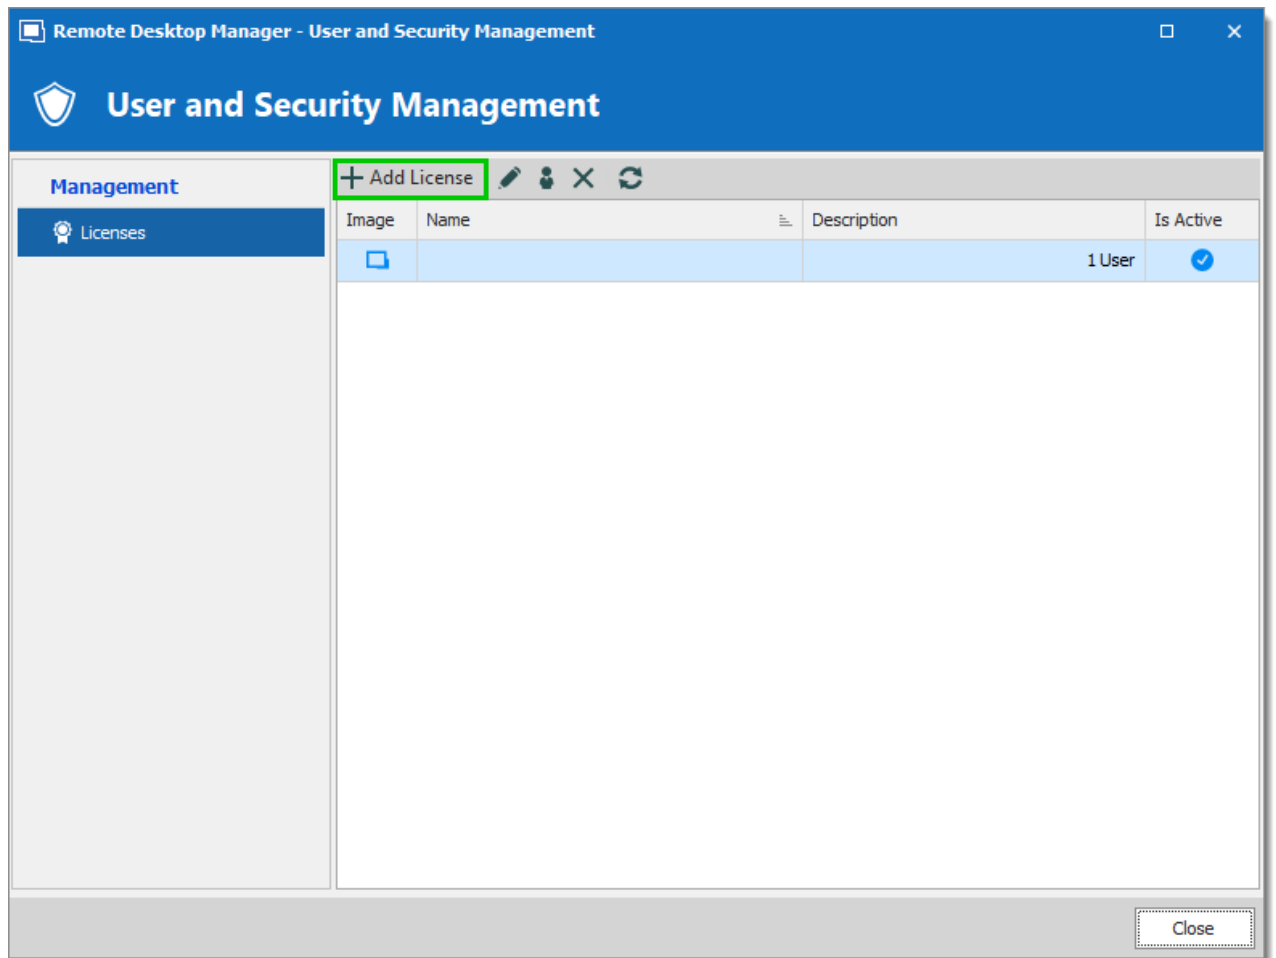 Remote Desktop Manager - User and Security Management
User and Security Management
Management
Licenses
Add License
Image Name Description Is Active
1 User
Close